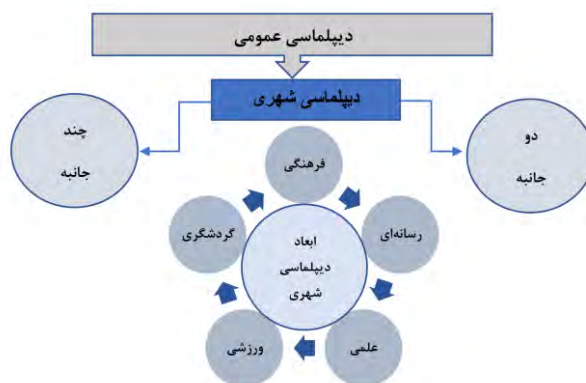 دیپلماسی عمومی
دیپلماسی شهری
دو
جانبه
چند
جانبه
فرهنگی
رسانه‌ای
علمی
ورزشی
گردشگری
ابعاد
دیپلماسی
شهری